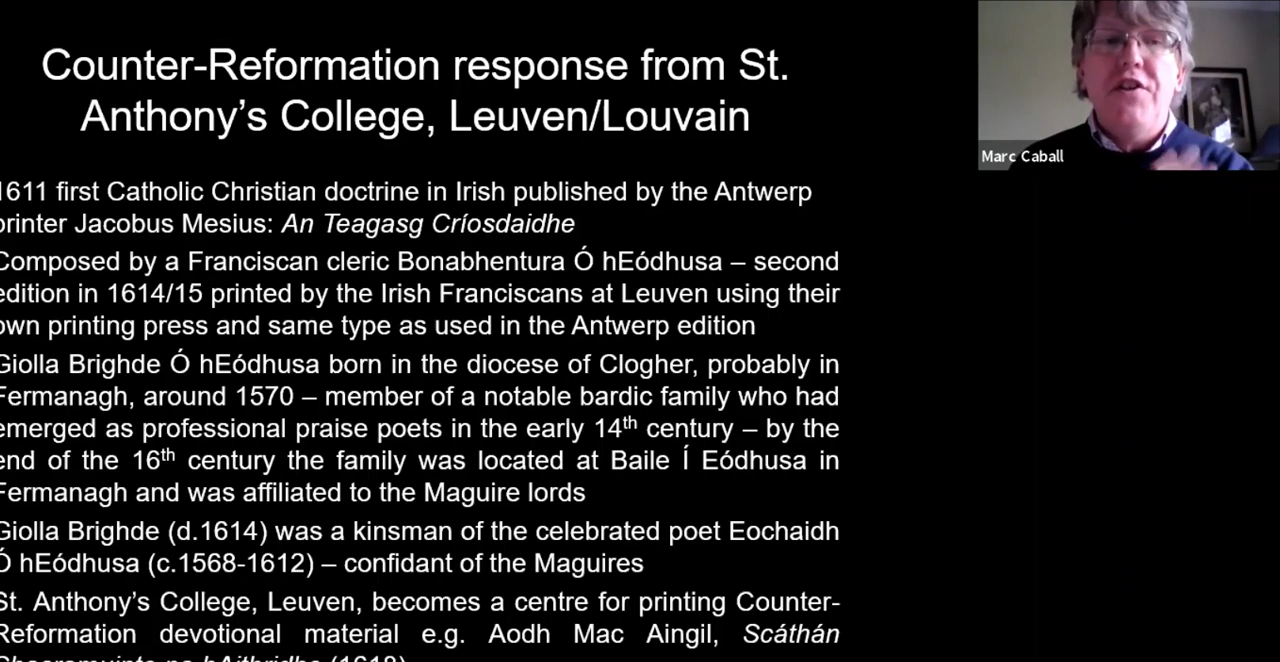 Counter-Reformation response from St.
Anthony's College, Leuven/Louvain
Marc Caball
1611 first Catholic Christian doctrine in Irish published by the Antwerp
printer Jacobus Mesius: An Teagasg Críosdaidhe
Composed by a Franciscan cleric Bonabhentura Ó hEódhusa – second
edition in 1614/15 printed by the Irish Franciscans at Leuven using their
own printing press and same type as used in the Antwerp edition
Giolla Brighde Ó hEódhusa born in the diocese of Clogher, probably in
Fermanagh, around 1570 – member of a notable bardic family who had
emerged as professional praise poets in the early 14th century – by the
end of the 16th century the family was located at Baile Í Eódhusa in
Fermanagh and was affiliated to the Maguire lords
Giolla Brighde (d.1614) was a kinsman of the celebrated poet Eochaidh
Ó hEódhusa (c.1568-1612) – confidant of the Maguires
St. Anthony's College, Leuven, becomes a centre for printing Counter-
Reformation devotional material e.g. Aodh Mac Aingil, Scáthán
(1618)